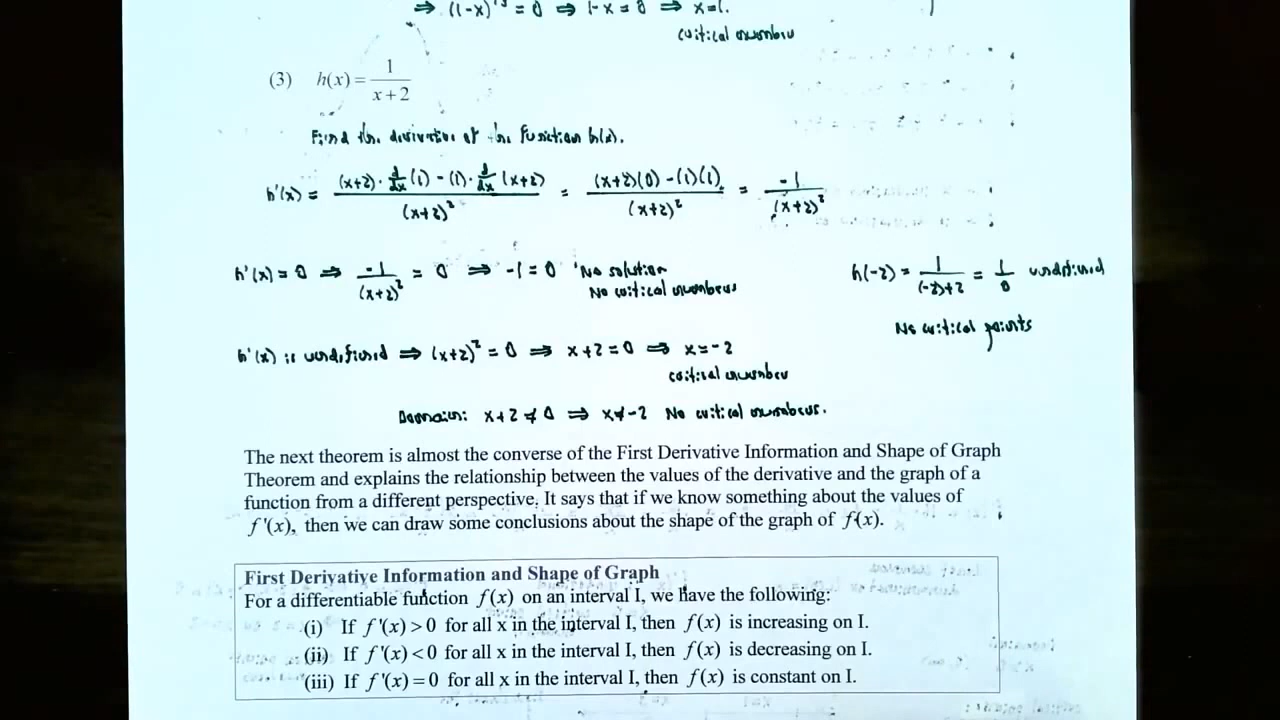 ⇒ (1-x)¹⁵ = 0 ⇒ 1-x = 0 ⇒ x=1.
critical number
(3) h(x) = 1/(x+2)
Find the derivative of the function h(x).
h'(x) = ((x+2)·d/dx(1) - (1)·d/dx(x+2))/(x+2)² = ((x+2)(0) - (1)(1))/(x+2)² = -1/(x+2)²
h'(x) = 0 ⇒ -1/(x+2)² = 0 ⇒ -1 = 0 No solution
No critical numbers
h(-2) = 1/((-2)+2) = 1/0 undefined
No critical points
h'(x) is undefined ⇒ (x+2)² = 0 ⇒ x+2 = 0 ⇒ x = -2
critical number
Domain: x+2 ≠ 0 ⇒ x≠-2 No critical numbers.
The next theorem is almost the converse of the First Derivative Information and Shape of Graph
Theorem and explains the relationship between the values of the derivative and the graph of a
function from a different perspective. It says that if we know something about the values of
f'(x), then we can draw some conclusions about the shape of the graph of f(x).
First Derivative Information and Shape of Graph
For a differentiable function f(x) on an interval I, we have the following:
(i) If f'(x) > 0 for all x in the interval I, then f(x) is increasing on I.
(ii) If f'(x) < 0 for all x in the interval I, then f(x) is decreasing on I.
(iii) If f'(x) = 0 for all x in the interval I, then f(x) is constant on I.